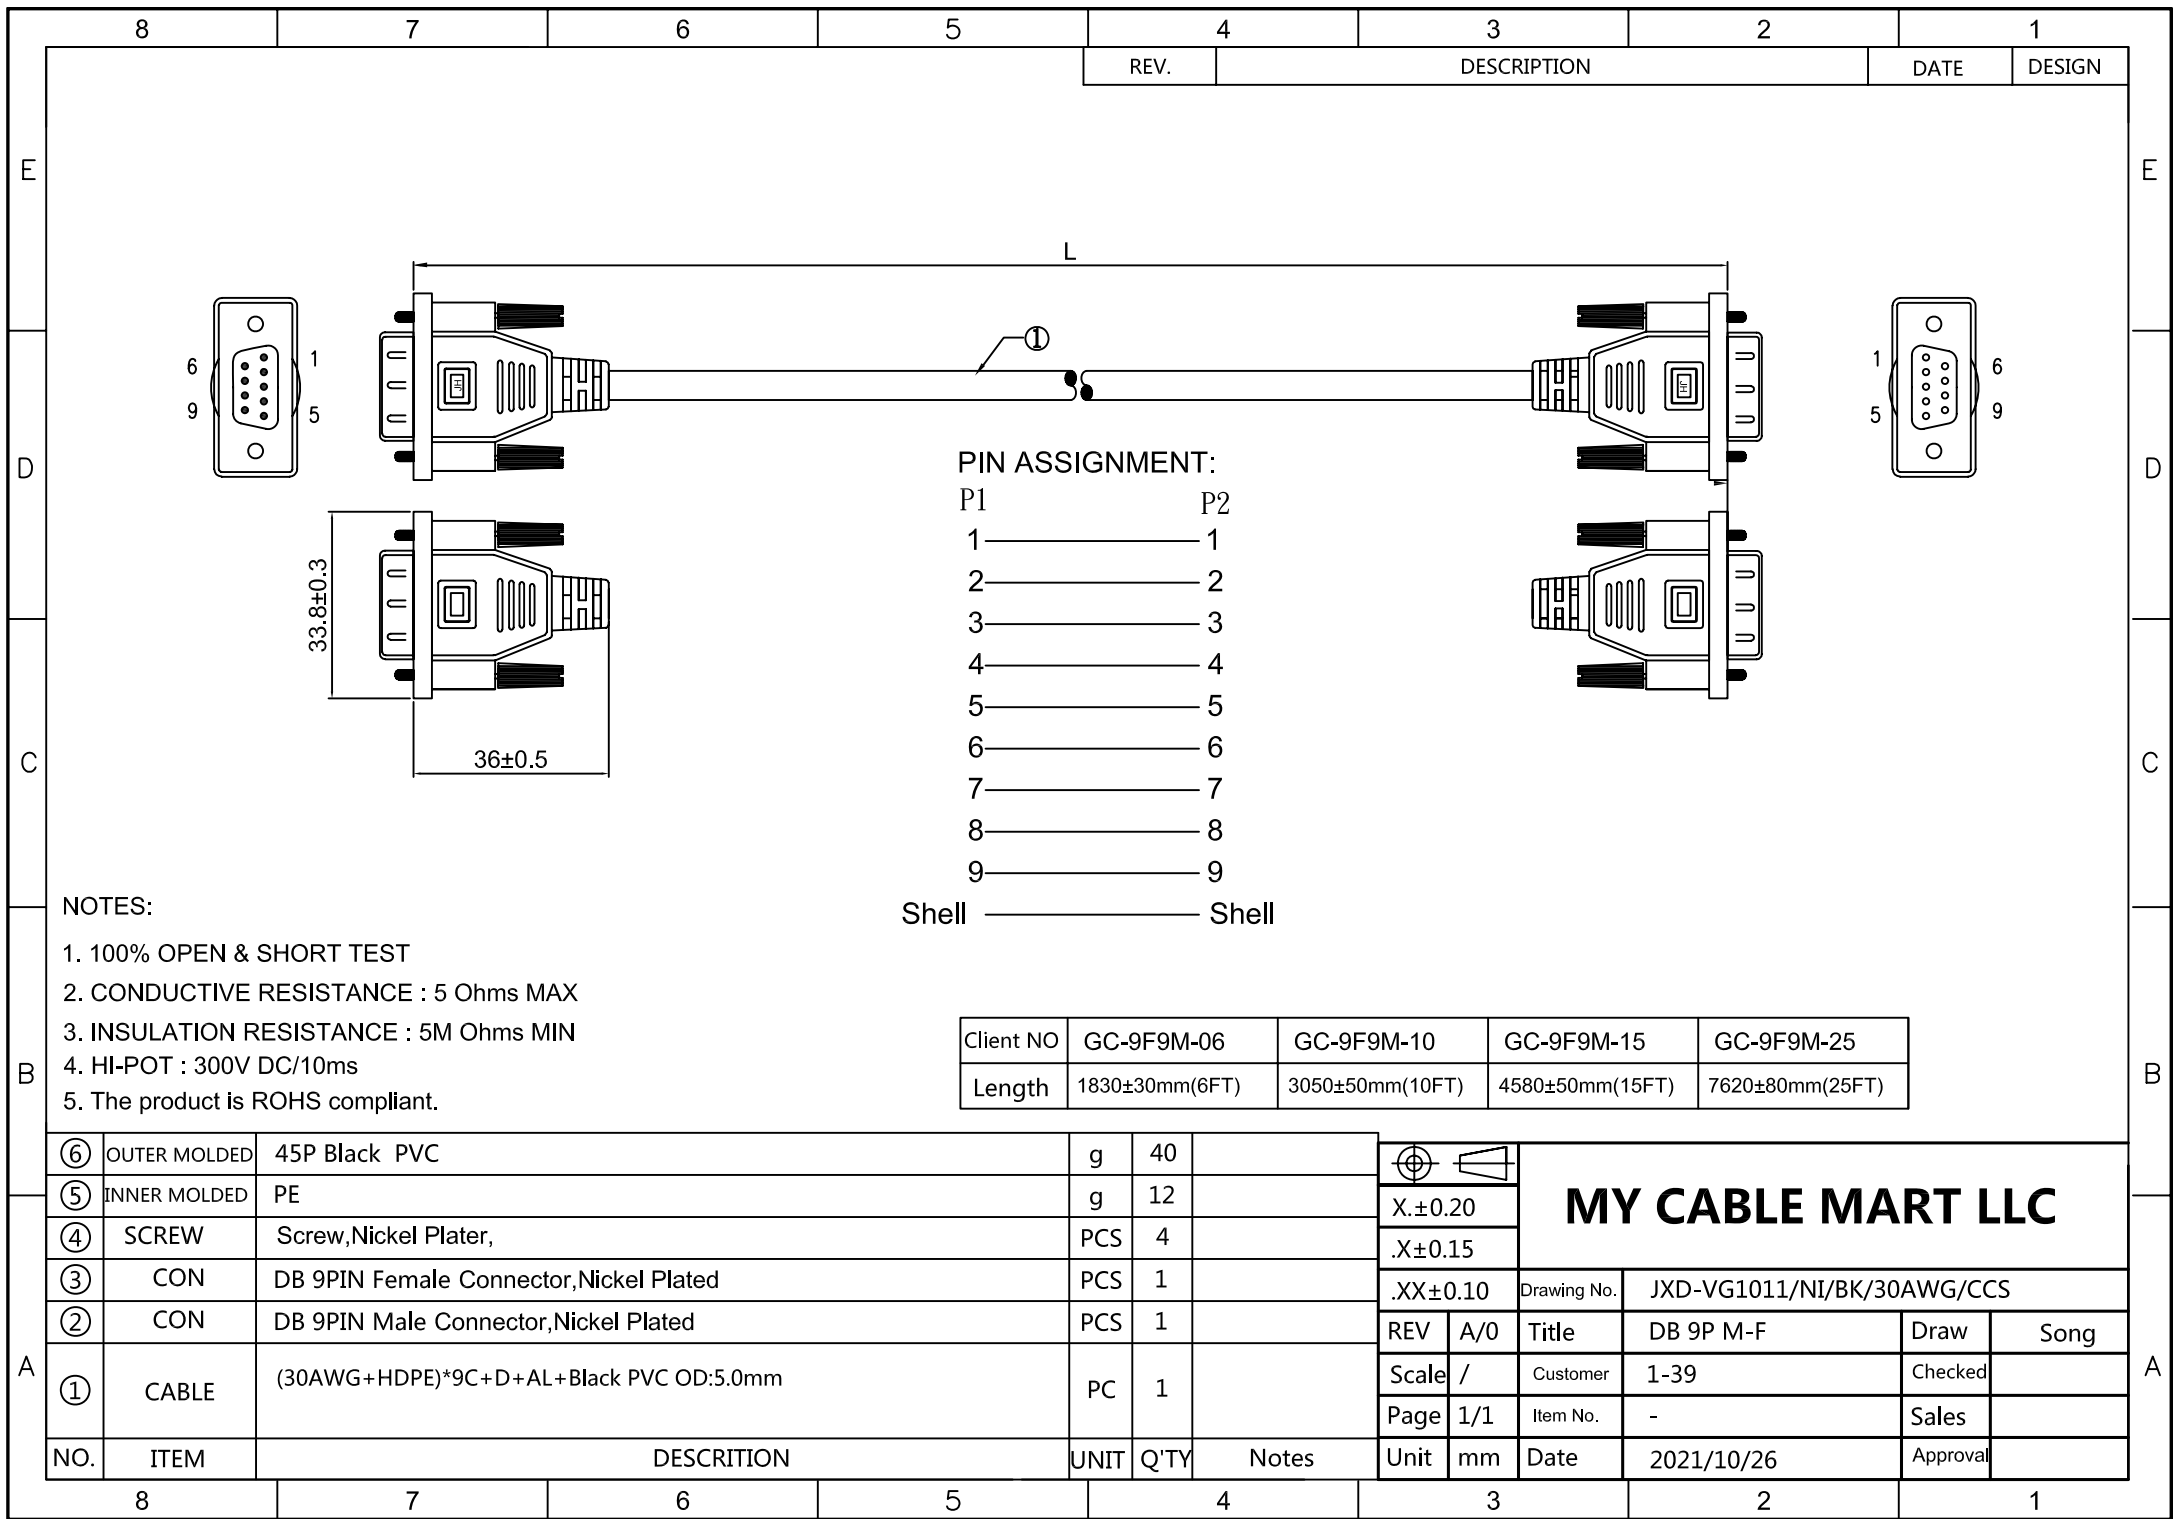 8 7 6 5 4 3 2 1
REV. DESCRIPTION DATE DESIGN
E E
L
①
6 1
9 5
JH JH
1 6
5 9
D D
PIN ASSIGNMENT:
P1 P2
1 1
2 2
3 3
4 4
5 5
6 6
7 7
8 8
9 9
Shell Shell
33.8±0.3
36±0.5
C C
NOTES:
1. 100% OPEN & SHORT TEST
2. CONDUCTIVE RESISTANCE : 5 Ohms MAX
3. INSULATION RESISTANCE : 5M Ohms MIN
4. HI-POT : 300V DC/10ms
5. The product is ROHS compliant.
B B
Client NO GC-9F9M-06 GC-9F9M-10 GC-9F9M-15 GC-9F9M-25
Length 1830±30mm(6FT) 3050±50mm(10FT) 4580±50mm(15FT) 7620±80mm(25FT)
⑥ OUTER MOLDED 45P Black PVC g 40
⑤ INNER MOLDED PE g 12
④ SCREW Screw,Nickel Plater, PCS 4
③ CON DB 9PIN Female Connector,Nickel Plated PCS 1
② CON DB 9PIN Male Connector,Nickel Plated PCS 1
① CABLE (30AWG+HDPE)*9C+D+AL+Black PVC OD:5.0mm PC 1
NO. ITEM DESCRITION UNIT Q'TY Notes
X.±0.20
.X±0.15
.XX±0.10
MY CABLE MART LLC
Drawing No. JXD-VG1011/NI/BK/30AWG/CCS
REV A/0 Title DB 9P M-F Draw Song
Scale / Customer 1-39 Checked
Page 1/1 Item No. - Sales
Unit mm Date 2021/10/26 Approval
A A
8 7 6 5 4 3 2 1